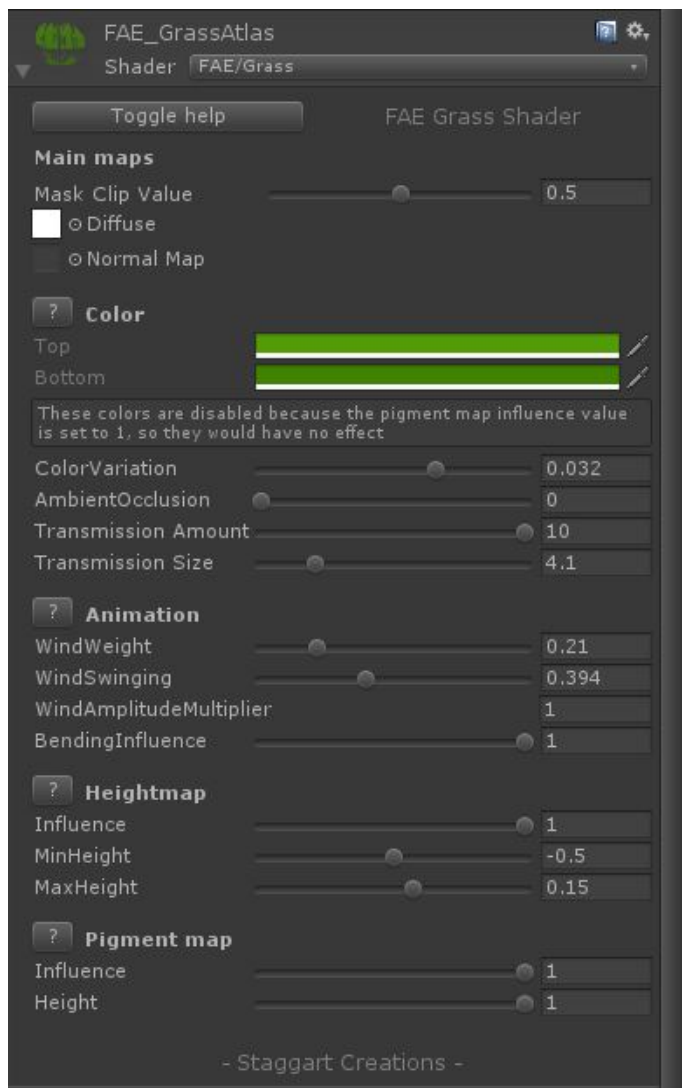 FAE_GrassAtlas
Shader FAE/Grass
Toggle help FAE Grass Shader
Main maps
Mask Clip Value 0.5
Diffuse
Normal Map
? Color
Top
Bottom
These colors are disabled because the pigment map influence value
is set to 1, so they would have no effect
ColorVariation 0.032
AmbientOcclusion 0
Transmission Amount 10
Transmission Size 4.1
? Animation
WindWeight 0.21
WindSwinging 0.394
WindAmplitudeMultiplier 1
BendingInfluence 1
? Heightmap
Influence 1
MinHeight -0.5
MaxHeight 0.15
? Pigment map
Influence 1
Height 1
- Staggart Creations -